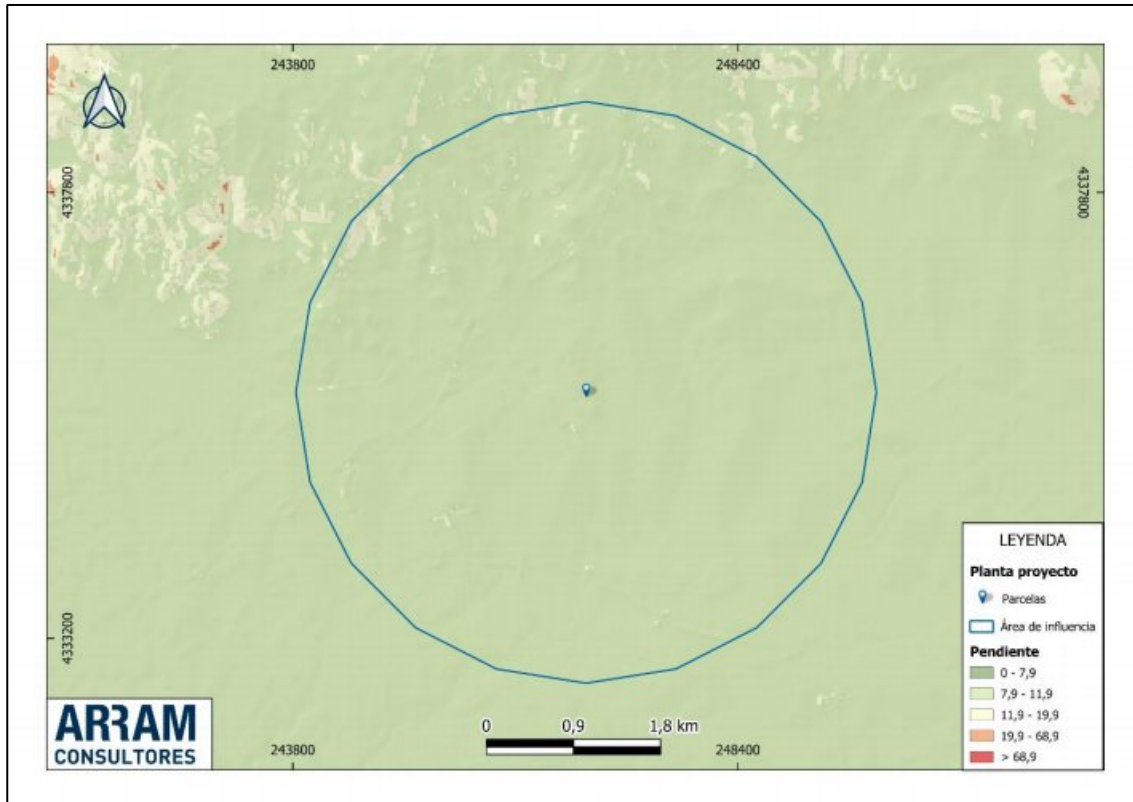 243800
248400
4337800
4337800
4333200
LEYENDA
Planta proyecto
Parcelas
Área de influencia
Pendiente
0 - 7,9
7,9 - 11,9
11,9 - 19,9
19,9 - 68,9
> 68,9
ARRAM
CONSULTORES
0
0,9
1,8 km
243800
248400